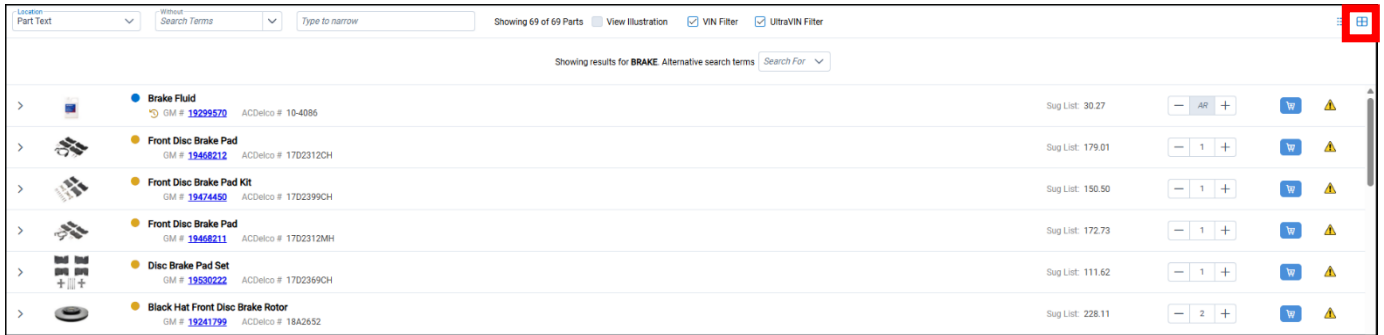 Location
Part Text
Without
Search Terms
Type to narrow
Showing 69 of 69 Parts
View Illustration
VIN Filter
UltraVIN Filter
Showing results for BRAKE. Alternative search terms
Search For
Brake Fluid
GM # 19299570 ACDelco # 10-4086
Sug List: 30.27
AR
Front Disc Brake Pad
GM # 19468212 ACDelco # 17D2312CH
Sug List: 179.01
1
Front Disc Brake Pad Kit
GM # 19474450 ACDelco # 17D2399CH
Sug List: 150.50
1
Front Disc Brake Pad
GM # 19468211 ACDelco # 17D2312MH
Sug List: 172.73
1
Disc Brake Pad Set
GM # 19530222 ACDelco # 17D2369CH
Sug List: 111.62
1
Black Hat Front Disc Brake Rotor
GM # 19241799 ACDelco # 18A2652
Sug List: 228.11
2